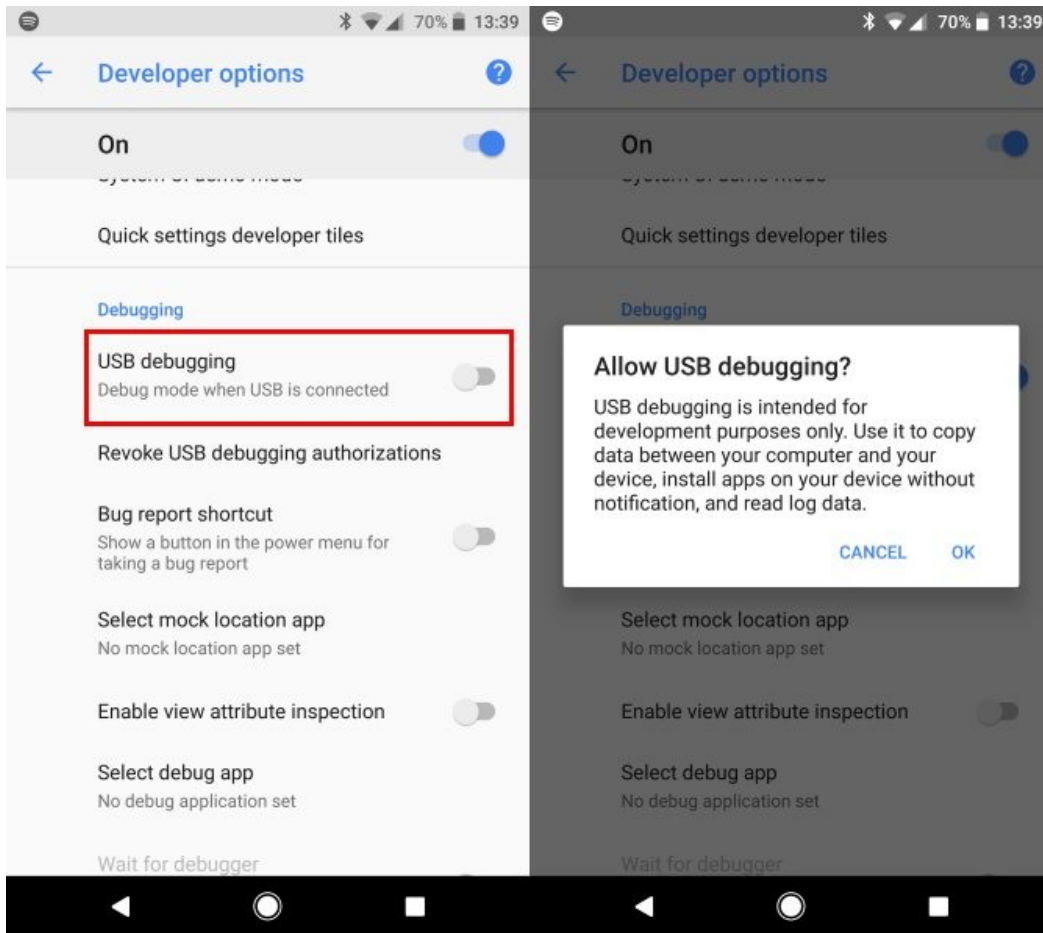 70% 13:39
Developer options
On
Quick settings developer tiles
Debugging
USB debugging
Debug mode when USB is connected
Revoke USB debugging authorizations
Bug report shortcut
Show a button in the power menu for
taking a bug report
Select mock location app
No mock location app set
Enable view attribute inspection
Select debug app
No debug application set
Wait for debugger
70% 13:39
Developer options
On
Quick settings developer tiles
Debugging
Allow USB debugging?
USB debugging is intended for
development purposes only. Use it to copy
data between your computer and your
device, install apps on your device without
notification, and read log data.
CANCEL OK
Select mock location app
No mock location app set
Enable view attribute inspection
Select debug app
No debug application set
Wait for debugger